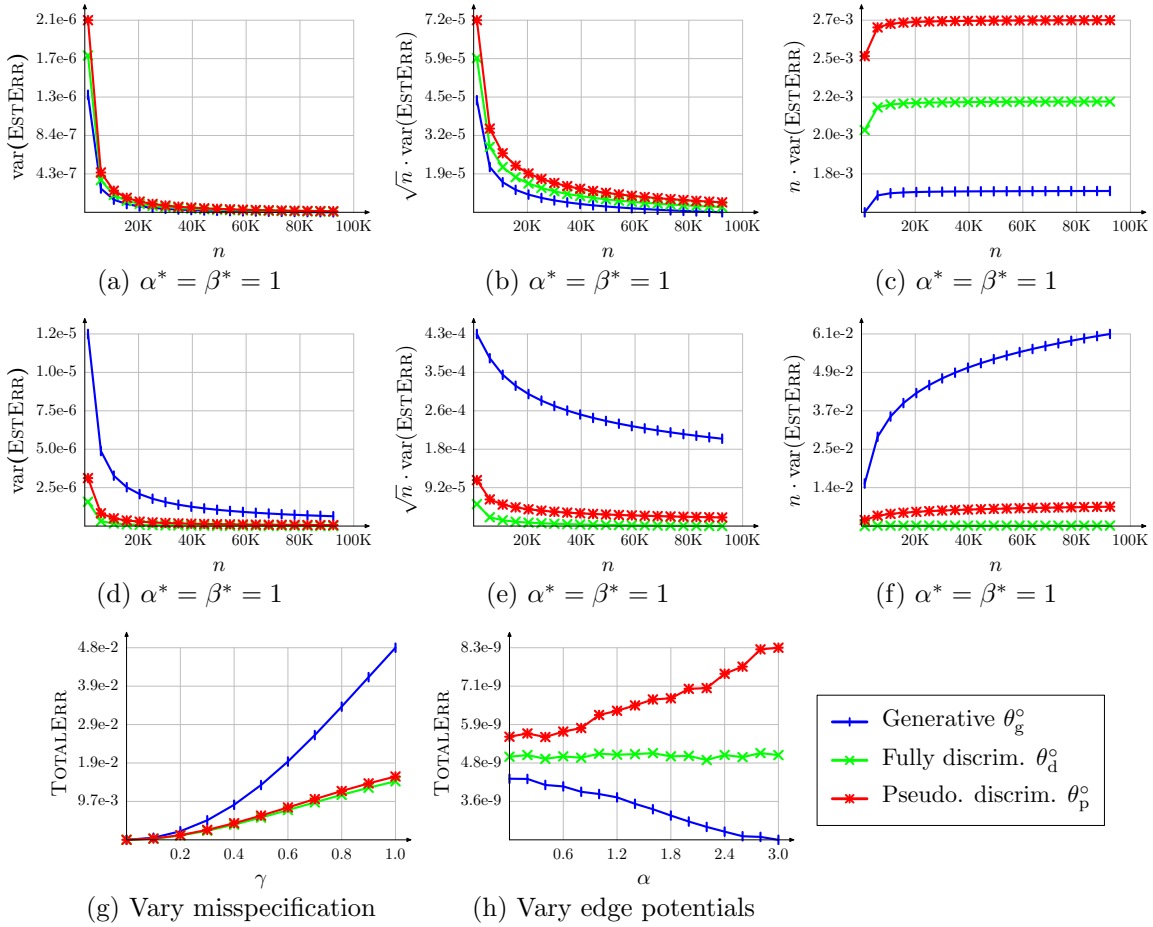 var(ESTERR)
2.1e-6
1.7e-6
1.3e-6
8.4e-7
4.3e-7
20K 40K 60K 80K 100K
n
(a) α* = β* = 1
√n · var(ESTERR)
7.2e-5
5.9e-5
4.5e-5
3.2e-5
1.9e-5
20K 40K 60K 80K 100K
n
(b) α* = β* = 1
n · var(ESTERR)
2.7e-3
2.5e-3
2.2e-3
2.0e-3
1.8e-3
20K 40K 60K 80K 100K
n
(c) α* = β* = 1
var(ESTERR)
1.2e-5
1.0e-5
7.5e-6
5.0e-6
2.5e-6
20K 40K 60K 80K 100K
n
(d) α* = β* = 1
√n · var(ESTERR)
4.3e-4
3.5e-4
2.6e-4
1.8e-4
9.2e-5
20K 40K 60K 80K 100K
n
(e) α* = β* = 1
n · var(ESTERR)
6.1e-2
4.9e-2
3.7e-2
2.5e-2
1.4e-2
20K 40K 60K 80K 100K
n
(f) α* = β* = 1
TOTALERR
4.8e-2
3.9e-2
2.9e-2
1.9e-2
9.7e-3
0.2 0.4 0.6 0.8 1.0
γ
(g) Vary misspecification
TOTALERR
8.3e-9
7.1e-9
5.9e-9
4.8e-9
3.6e-9
0.6 1.2 1.8 2.4 3.0
α
(h) Vary edge potentials
Generative θ°g
Fully discrim. θ°d
Pseudo. discrim. θ°p